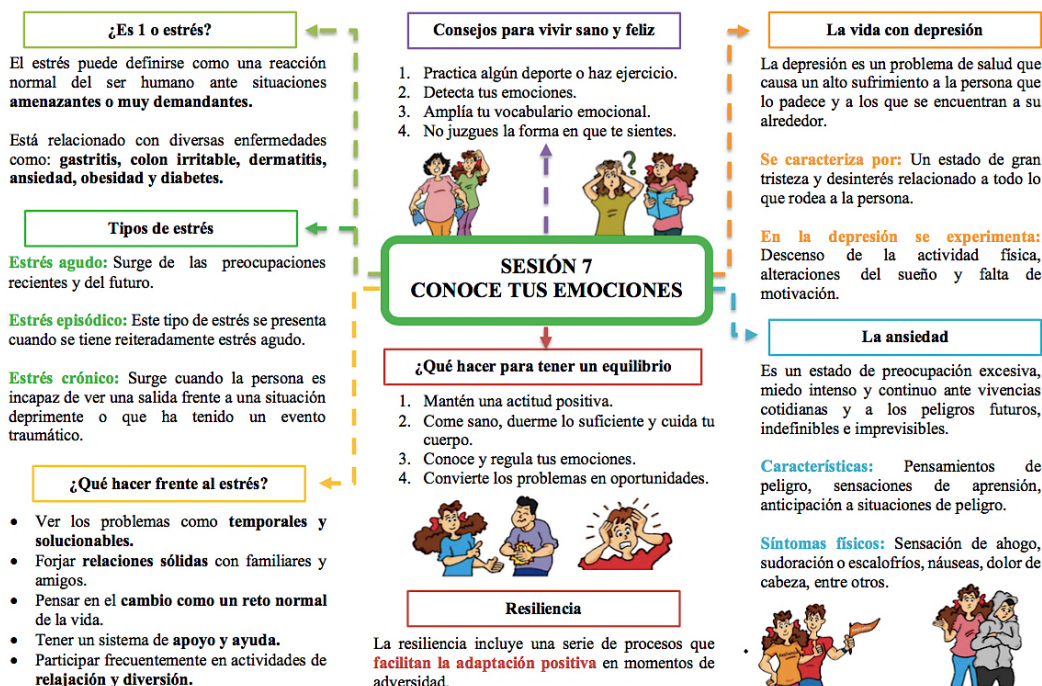 ¿Es 1 o estrés?
El estrés puede definirse como una reacción
normal del ser humano ante situaciones
amenazantes o muy demandantes.
Está relacionado con diversas enfermedades
como: gastritis, colon irritable, dermatitis,
ansiedad, obesidad y diabetes.
Tipos de estrés
Estrés agudo: Surge de las preocupaciones
recientes y del futuro.
Estrés episódico: Este tipo de estrés se presenta
cuando se tiene reiteradamente estrés agudo.
Estrés crónico: Surge cuando la persona es
incapaz de ver una salida frente a una situación
deprimente o que ha tenido un evento
traumático.
¿Qué hacer frente al estrés?
• Ver los problemas como temporales y
solucionables.
• Forjar relaciones sólidas con familiares y
amigos.
• Pensar en el cambio como un reto normal
de la vida.
• Tener un sistema de apoyo y ayuda.
• Participar frecuentemente en actividades de
relajación y diversión.
Consejos para vivir sano y feliz
1. Practica algún deporte o haz ejercicio.
2. Detecta tus emociones.
3. Amplía tu vocabulario emocional.
4. No juzgues la forma en que te sientes.
?
SESIÓN 7
CONOCE TUS EMOCIONES
¿Qué hacer para tener un equilibrio
1. Mantén una actitud positiva.
2. Come sano, duerme lo suficiente y cuida tu
cuerpo.
3. Conoce y regula tus emociones.
4. Convierte los problemas en oportunidades.
Resiliencia
La resiliencia incluye una serie de procesos que
facilitan la adaptación positiva en momentos de
adversidad.
La vida con depresión
La depresión es un problema de salud que
causa un alto sufrimiento a la persona que
lo padece y a los que se encuentran a su
alrededor.
Se caracteriza por: Un estado de gran
tristeza y desinterés relacionado a todo lo
que rodea a la persona.
En la depresión se experimenta:
Descenso de la actividad física,
alteraciones del sueño y falta de
motivación.
La ansiedad
Es un estado de preocupación excesiva,
miedo intenso y continuo ante vivencias
cotidianas y a los peligros futuros,
indefinibles e imprevisibles.
Características: Pensamientos de
peligro, sensaciones de aprensión,
anticipación a situaciones de peligro.
Síntomas físicos: Sensación de ahogo,
sudoración o escalofríos, náuseas, dolor de
cabeza, entre otros.